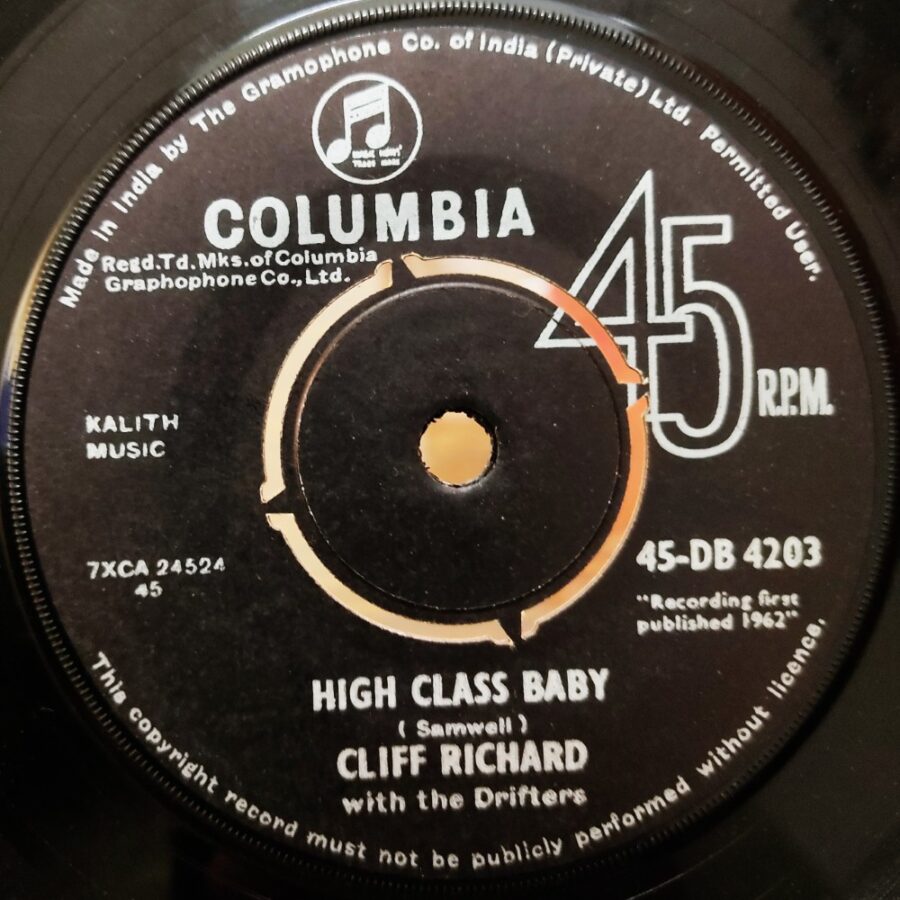 Made in India by The Gramophone Co. of India (Private) Ltd. Permitted User.
COLUMBIA
Regd.Td.Mks.of Columbia
Graphophone Co., Ltd.
45
R.P.M.
KALITH
MUSIC
7XCA 24524
45
45-DB 4203
"Recording first
published 1962"
HIGH CLASS BABY
( Samwell )
CLIFF RICHARD
with the Drifters
This copyright record must not be publicly performed without licence.